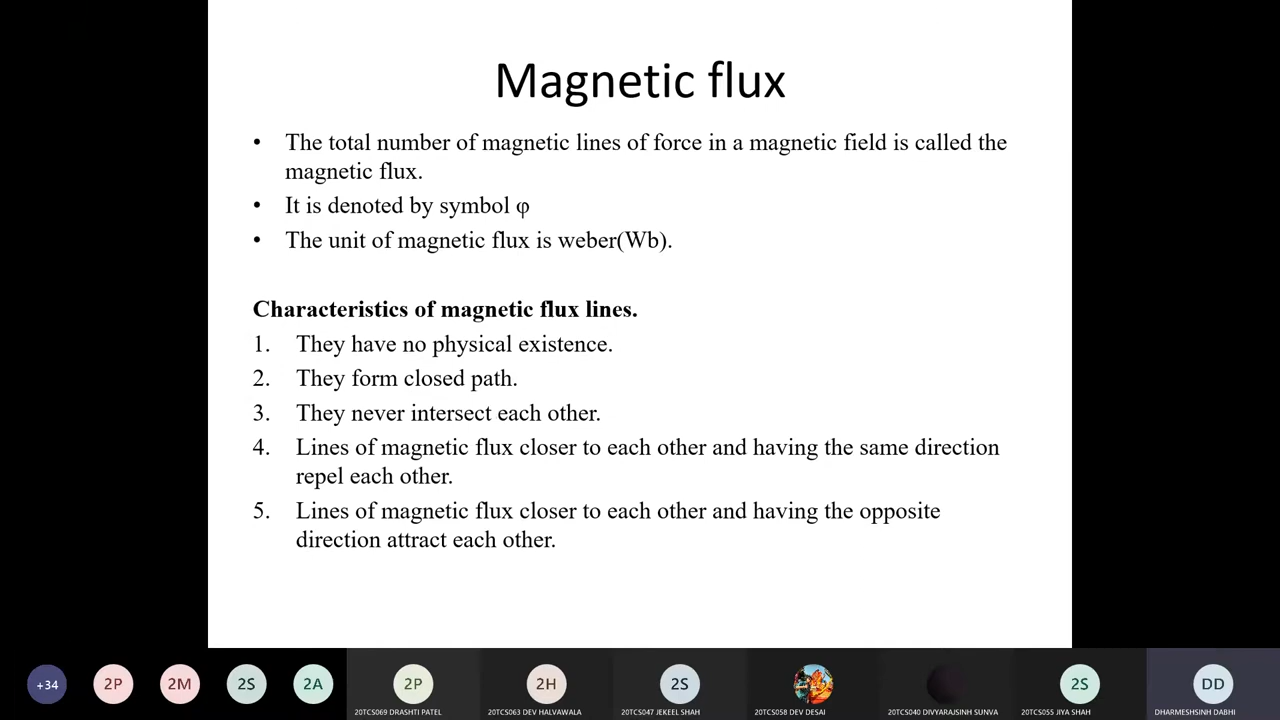 Magnetic flux
• The total number of magnetic lines of force in a magnetic field is called the
magnetic flux.
• It is denoted by symbol φ
• The unit of magnetic flux is weber(Wb).
Characteristics of magnetic flux lines.
1. They have no physical existence.
2. They form closed path.
3. They never intersect each other.
4. Lines of magnetic flux closer to each other and having the same direction
repel each other.
5. Lines of magnetic flux closer to each other and having the opposite
direction attract each other.
+34 2P 2M 2S 2A 2P 2H 2S 2S DD
20TCS069 DRASHTI PATEL 20TCS063 DEV HALVAWALA 20TCS047 JEKEEL SHAH 20TCS058 DEV DESAI 20TCS040 DIVYARAJSINH SUNVA 20TCS055 JIYA SHAH DHARMESHSINH DABHI